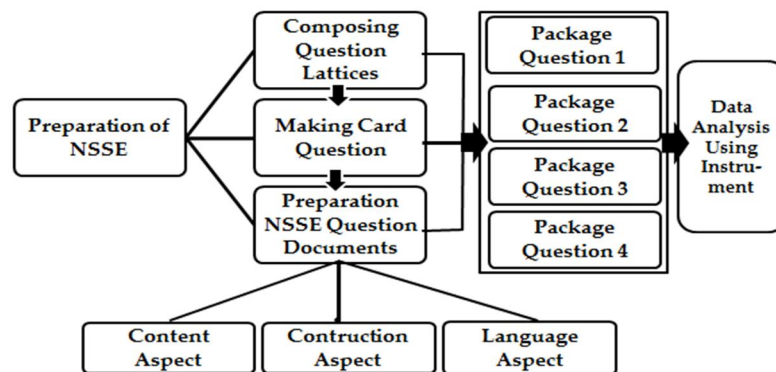 Composing
Question
Lattices
Preparation of
NSSE
Making Card
Question
Preparation
NSSE Question
Documents
Package
Question 1
Package
Question 2
Package
Question 3
Package
Question 4
Data
Analysis
Using
Instru-
ment
Content
Aspect
Contruction
Aspect
Language
Aspect